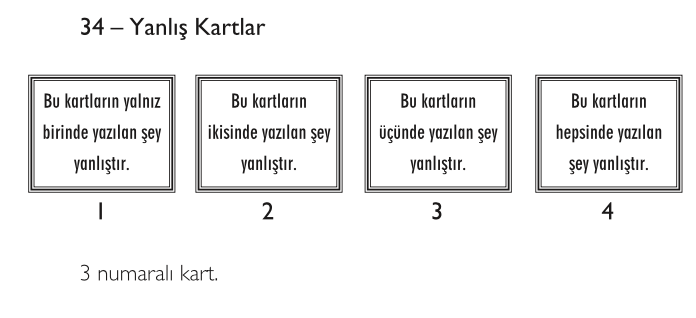 34 – Yanlış Kartlar
Bu kartların yalnız
birinde yazılan şey
yanlıştır.
1
Bu kartların
ikisinde yazılan şey
yanlıştır.
2
Bu kartların
üçünde yazılan şey
yanlıştır.
3
Bu kartların
hepsinde yazılan
şey yanlıştır.
4
3 numaralı kart.